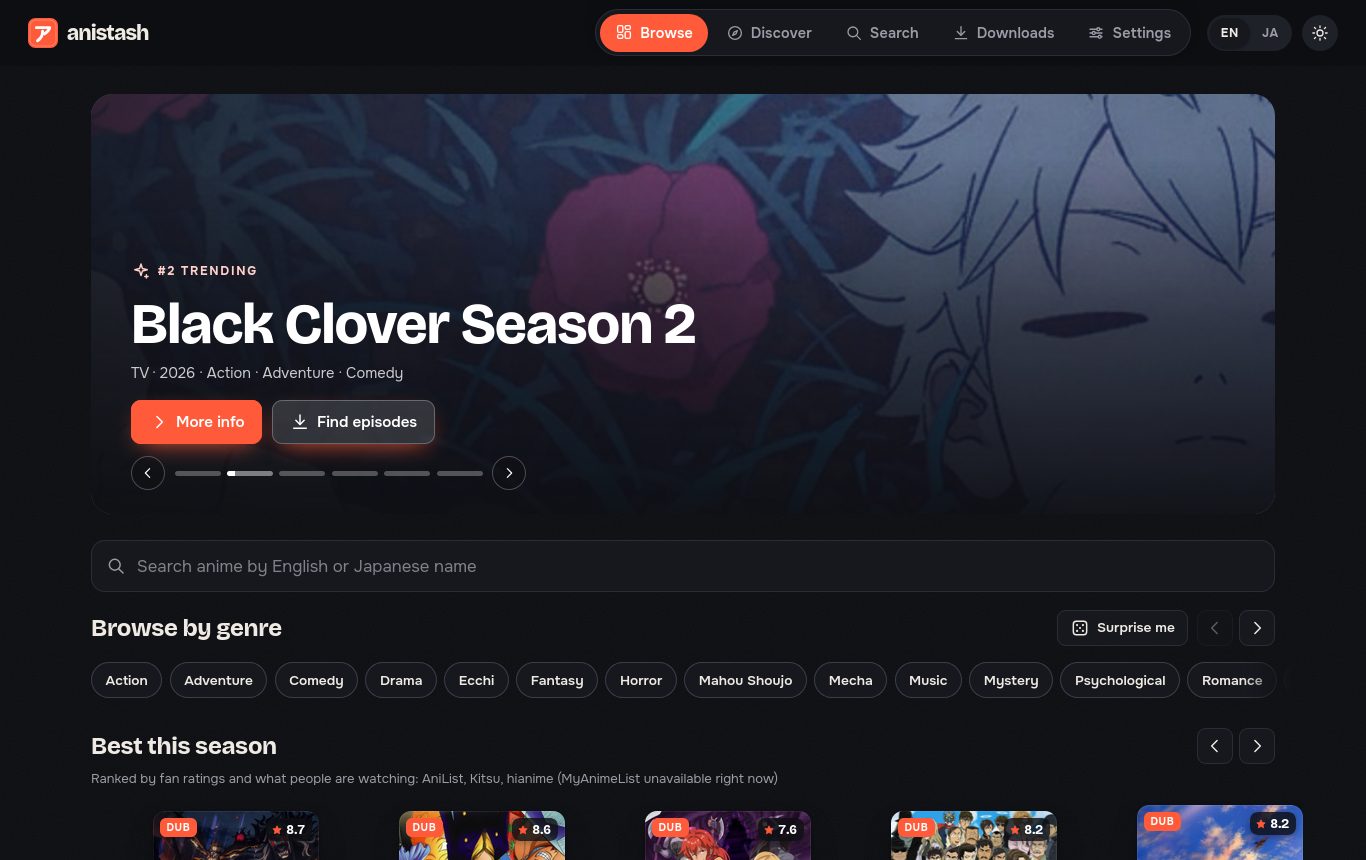 anistash
Browse
Discover
Search
Downloads
Settings
EN
JA
#2 TRENDING
Black Clover Season 2
TV · 2026 · Action · Adventure · Comedy
More info
Find episodes
Search anime by English or Japanese name
Browse by genre
Surprise me
Action
Adventure
Comedy
Drama
Ecchi
Fantasy
Horror
Mahou Shoujo
Mecha
Music
Mystery
Psychological
Romance
Best this season
Ranked by fan ratings and what people are watching: AniList, Kitsu, hianime (MyAnimeList unavailable right now)
DUB
8.7
DUB
8.6
DUB
7.6
DUB
8.2
DUB
8.2